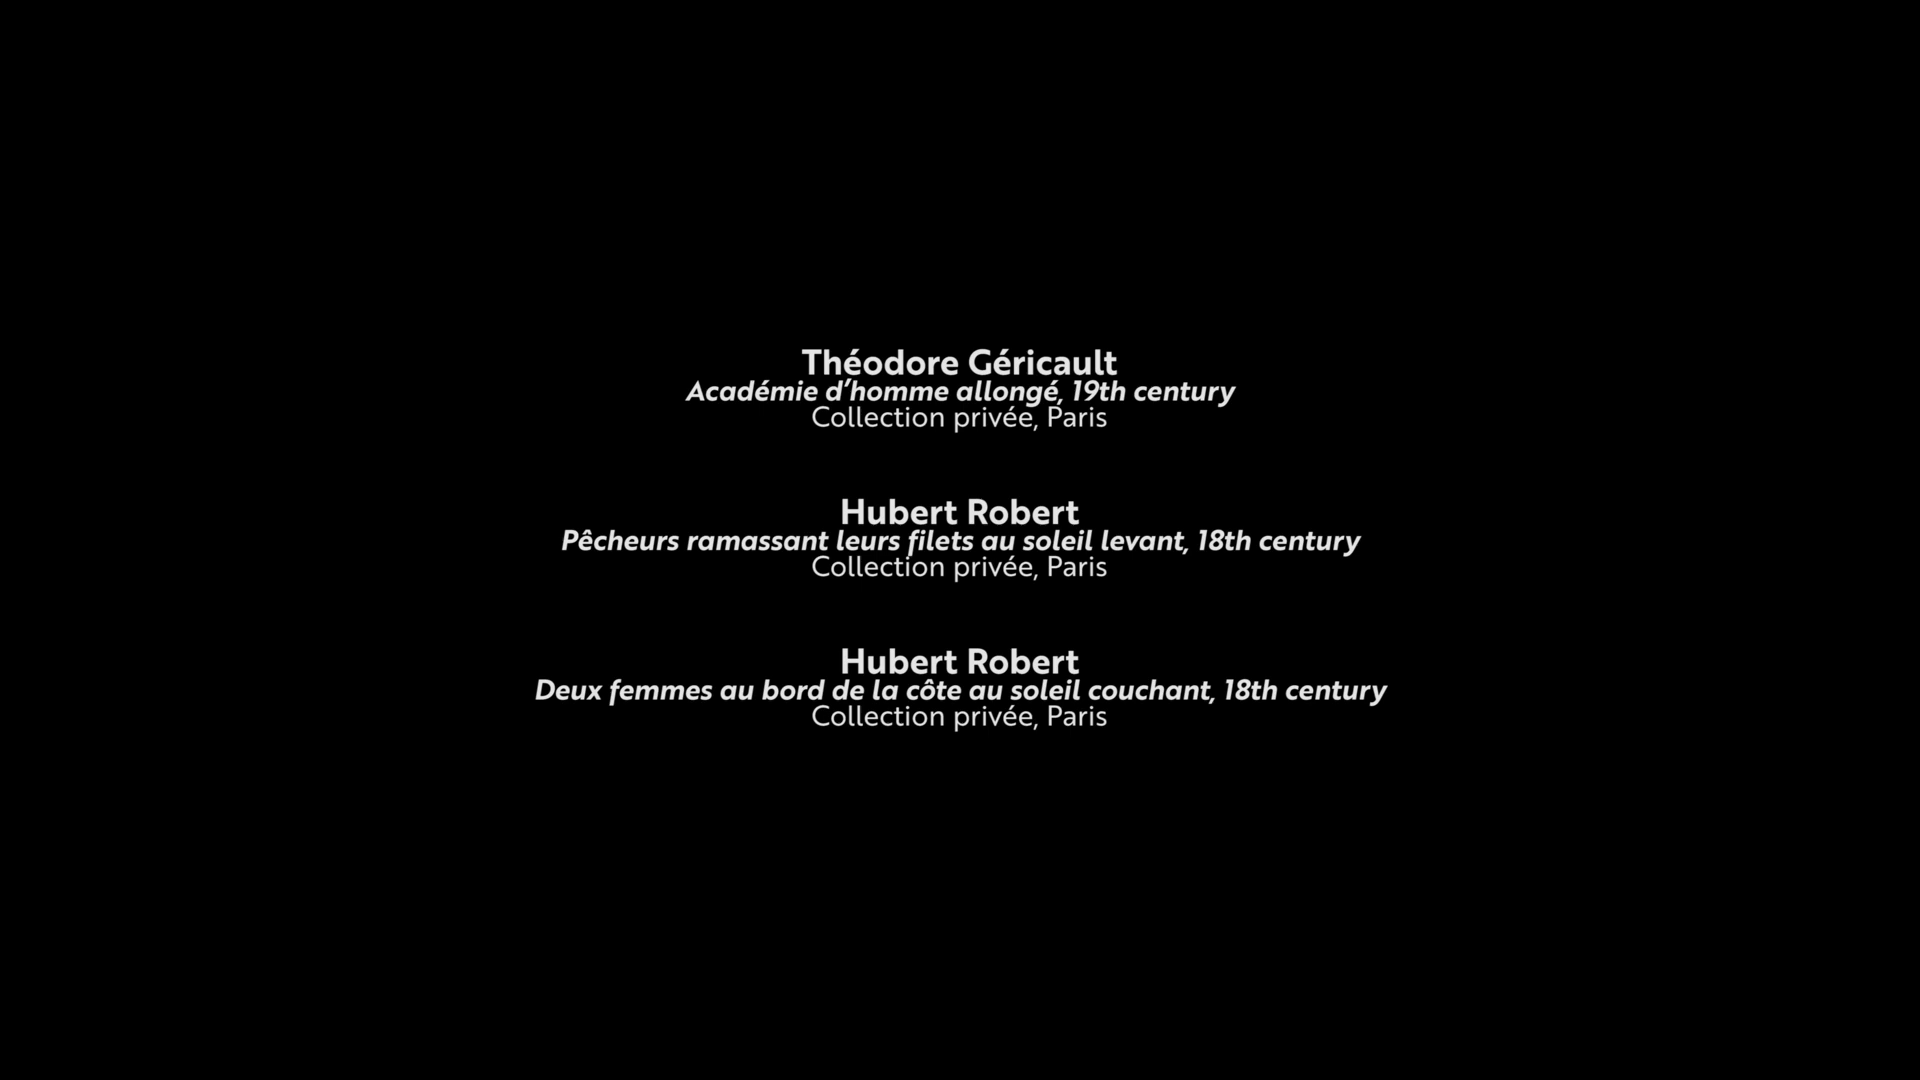 Théodore Géricault
Académie d’homme allongé, 19th century
Collection privée, Paris
Hubert Robert
Pêcheurs ramassant leurs filets au soleil levant, 18th century
Collection privée, Paris
Hubert Robert
Deux femmes au bord de la côte au soleil couchant, 18th century
Collection privée, Paris